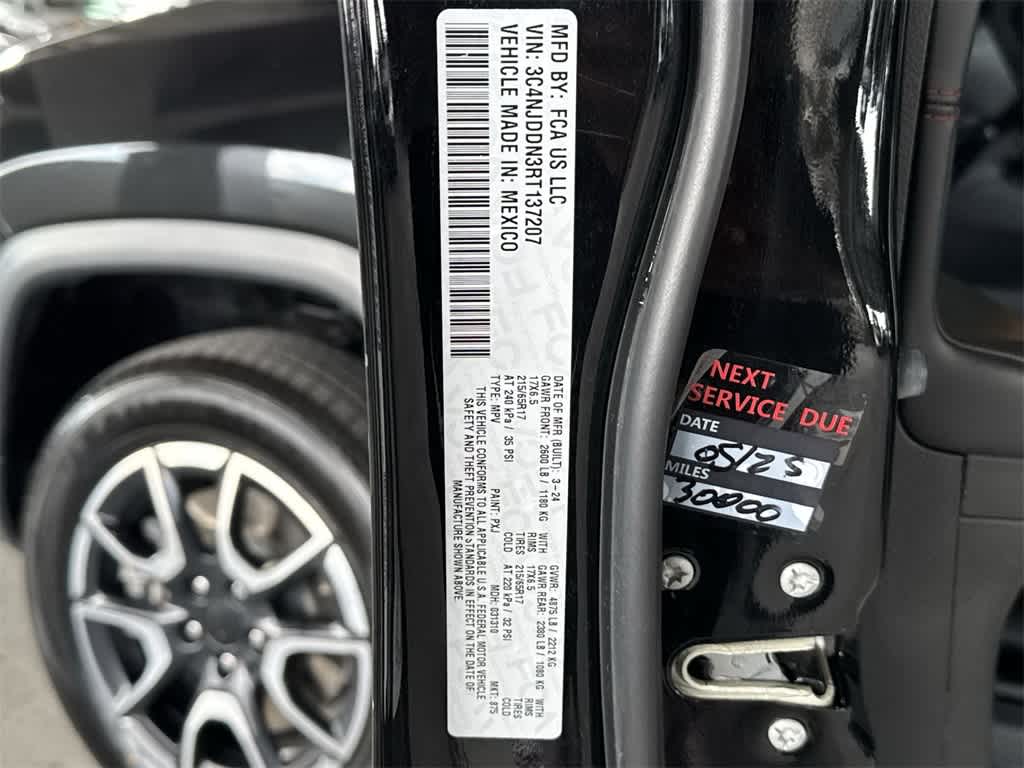 MFD BY: FCA US LLC
VIN: 3C4NJDDN3RT137207
VEHICLE MADE IN: MEXICO
DATE OF MFR (BUILT): 3-24 GVWR: 4875 LB / 2212 KG
GAWR FRONT: 2600 LB / 1180 KG WITH GAWR REAR: 2380 LB / 1080 KG WITH
17X6.5 RIMS 17X6.5 RIMS
215/65R17 TIRES 215/65R17 TIRES
AT 240 kPa / 35 PSI COLD AT 220 kPa / 32 PSI COLD
TYPE: MPV PAINT: PXJ MDH: 031310 MKT: 875
THIS VEHICLE CONFORMS TO ALL APPLICABLE U.S.A. FEDERAL MOTOR VEHICLE
SAFETY AND THEFT PREVENTION STANDARDS IN EFFECT ON THE DATE OF
MANUFACTURE SHOWN ABOVE.
NEXT
SERVICE DUE
DATE
05/25
MILES
30000